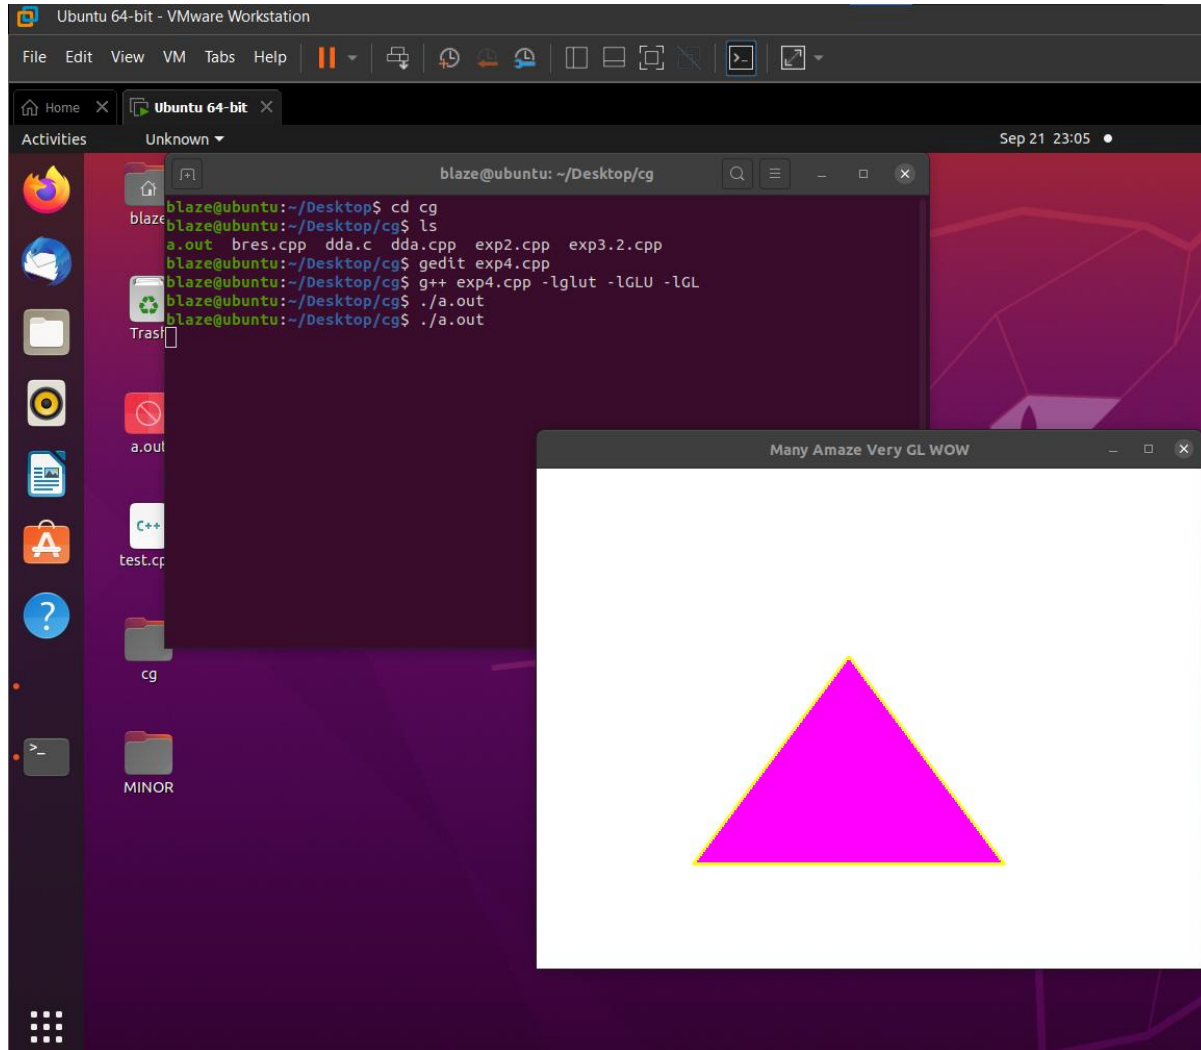 Ubuntu 64-bit - VMware Workstation
File Edit View VM Tabs Help
Home Ubuntu 64-bit
Activities Unknown Sep 21 23:05
blaze@ubuntu: ~/Desktop/cg
blaze@ubuntu:~/Desktop$ cd cg
blaze@ubuntu:~/Desktop/cg$ ls
a.out bres.cpp dda.c dda.cpp exp2.cpp exp3.2.cpp
blaze@ubuntu:~/Desktop/cg$ gedit exp4.cpp
blaze@ubuntu:~/Desktop/cg$ g++ exp4.cpp -lglut -lGLU -lGL
blaze@ubuntu:~/Desktop/cg$ ./a.out
blaze@ubuntu:~/Desktop/cg$ ./a.out
blaze
Trash
a.out
Many Amaze Very GL WOW
C++
test.cp
cg
>_
MINOR